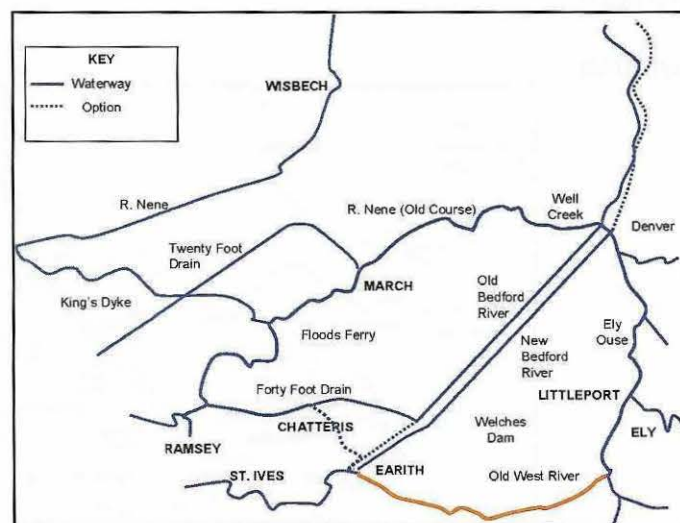 KEY
Waterway
Option
WISBECH
R. Nene
R. Nene (Old Course)
Well
Creek
Twenty Foot
Drain
Denver
King's Dyke
MARCH
Old
Bedford
River
Floods Ferry
New
Bedford
River
Ely
Ouse
Forty Foot Drain
LITTLEPORT
CHATTERIS
Welches
Dam
ELY
RAMSEY
ST. IVES
EARITH
Old West River